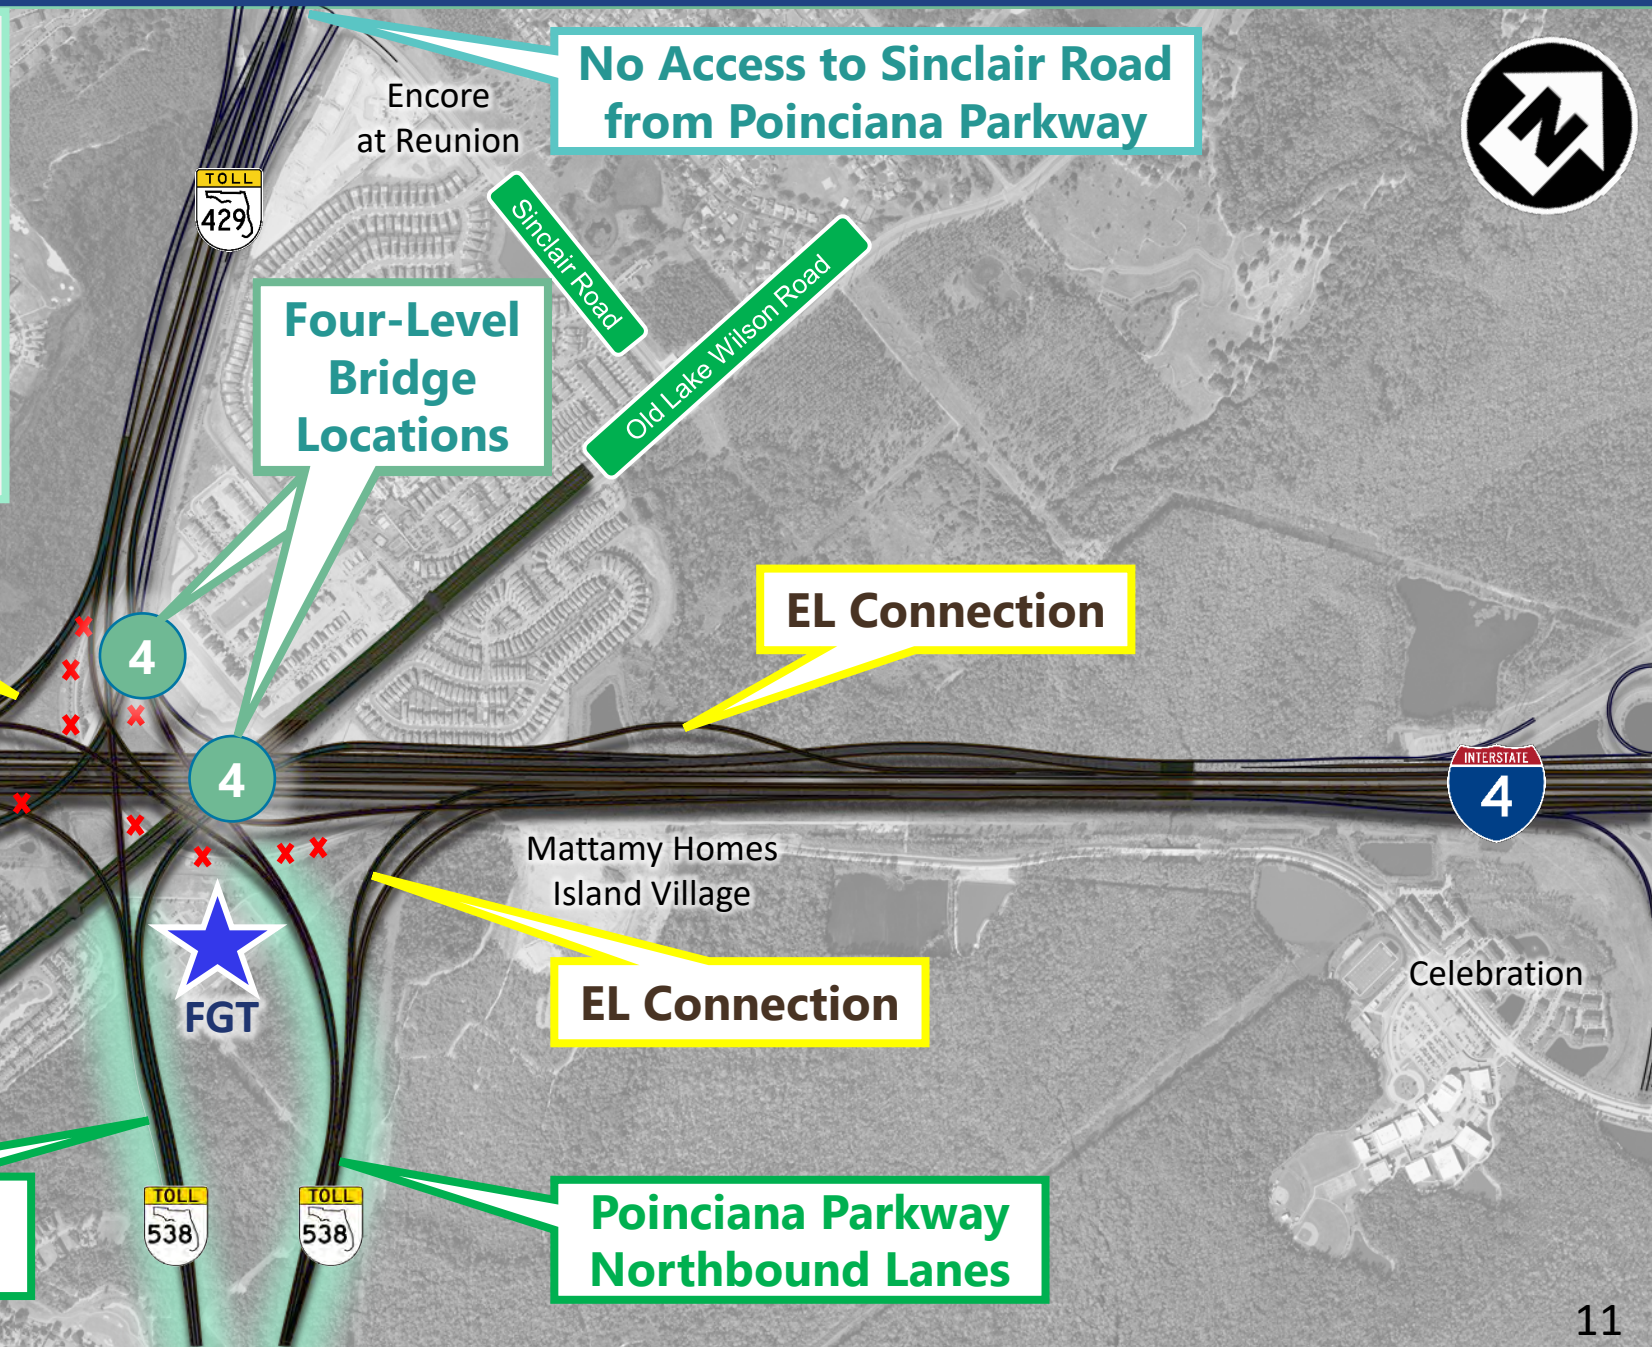 No Access to Sinclair Road
from Poinciana Parkway
Encore
at Reunion
N
TOLL
429
Sinclair Road
Old Lake Wilson Road
Four-Level
Bridge
Locations
EL Connection
4
4
INTERSTATE
4
Mattamy Homes
Island Village
FGT
EL Connection
Celebration
TOLL
538
TOLL
538
Poinciana Parkway
Northbound Lanes
11